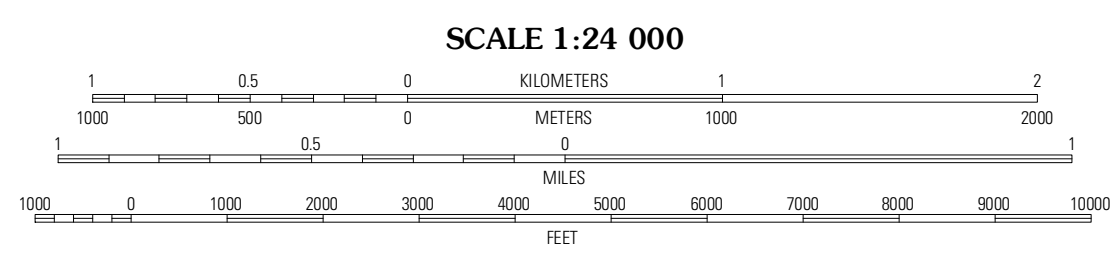 SCALE 1:24 000
1 0.5 0 KILOMETERS 1 2
1000 500 0 METERS 1000 2000
1 0.5 0 1
MILES
1000 0 1000 2000 3000 4000 5000 6000 7000 8000 9000 10000
FEET